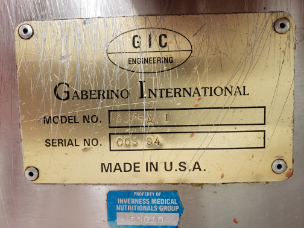 GIC
ENGINEERING
GABERINO INTERNATIONAL
MODEL NO.
SERIAL NO.
MADE IN U.S.A.
PROPERTY OF
INVERNESS MEDICAL
NUTRITIONALS GROUP